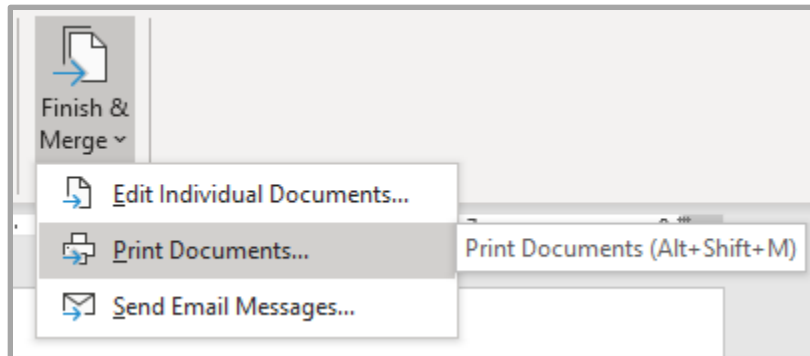 Finish &
Merge
Edit Individual Documents...
Print Documents...
Print Documents (Alt+Shift+M)
Send Email Messages...